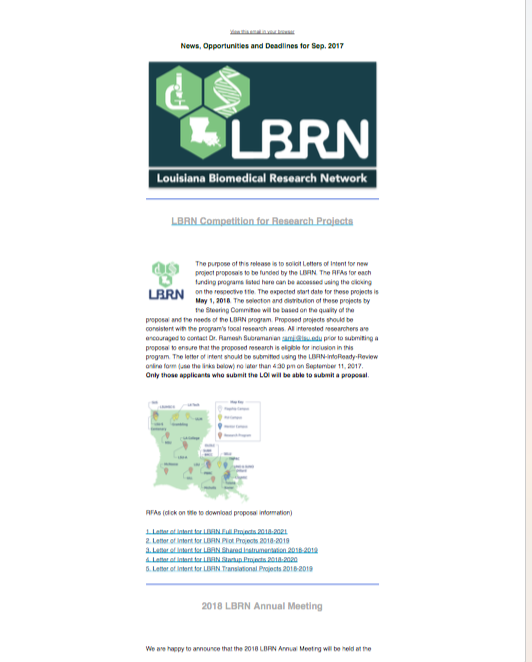 View this email in your browser
News, Opportunities and Deadlines for Sep. 2017
LBRN
Louisiana Biomedical Research Network
LBRN Competition for Research Projects
The purpose of this release is to solicit Letters of Intent for new
project proposals to be funded by the LBRN. The RFAs for each
funding programs listed here can be accessed using the clicking
on the respective title. The expected start date for these projects is
May 1, 2018. The selection and distribution of these projects by
the Steering Committee will be based on the quality of the
LBRN
proposal and the needs of the LBRN program. Proposed projects should be
consistent with the program's focal research areas. All interested researchers are
encouraged to contact Dr. Ramesh Subramanian ramji@lsu.edu prior to submitting a
proposal to ensure that the proposed research is eligible for inclusion in this
program. The letter of intent should be submitted using the LBRN-InfoReady-Review
online form (use the links below) no later than 4:30 pm on September 11, 2017.
Only those applicants who submit the LOI will be able to submit a proposal.
Map Key
RFAs (click on title to download proposal information)
1. Letter of Intent for LBRN Full Projects 2018-2021
2. Letter of Intent for LBRN Pilot Projects 2018-2019
3. Letter of Intent for LBRN Shared Instrumentation 2018-2019
4. Letter of Intent for LBRN Startup Projects 2018-2020
5. Letter of Intent for LBRN Translational Projects 2018-2019
2018 LBRN Annual Meeting
We are happy to announce that the 2018 LBRN Annual Meeting will be held at the